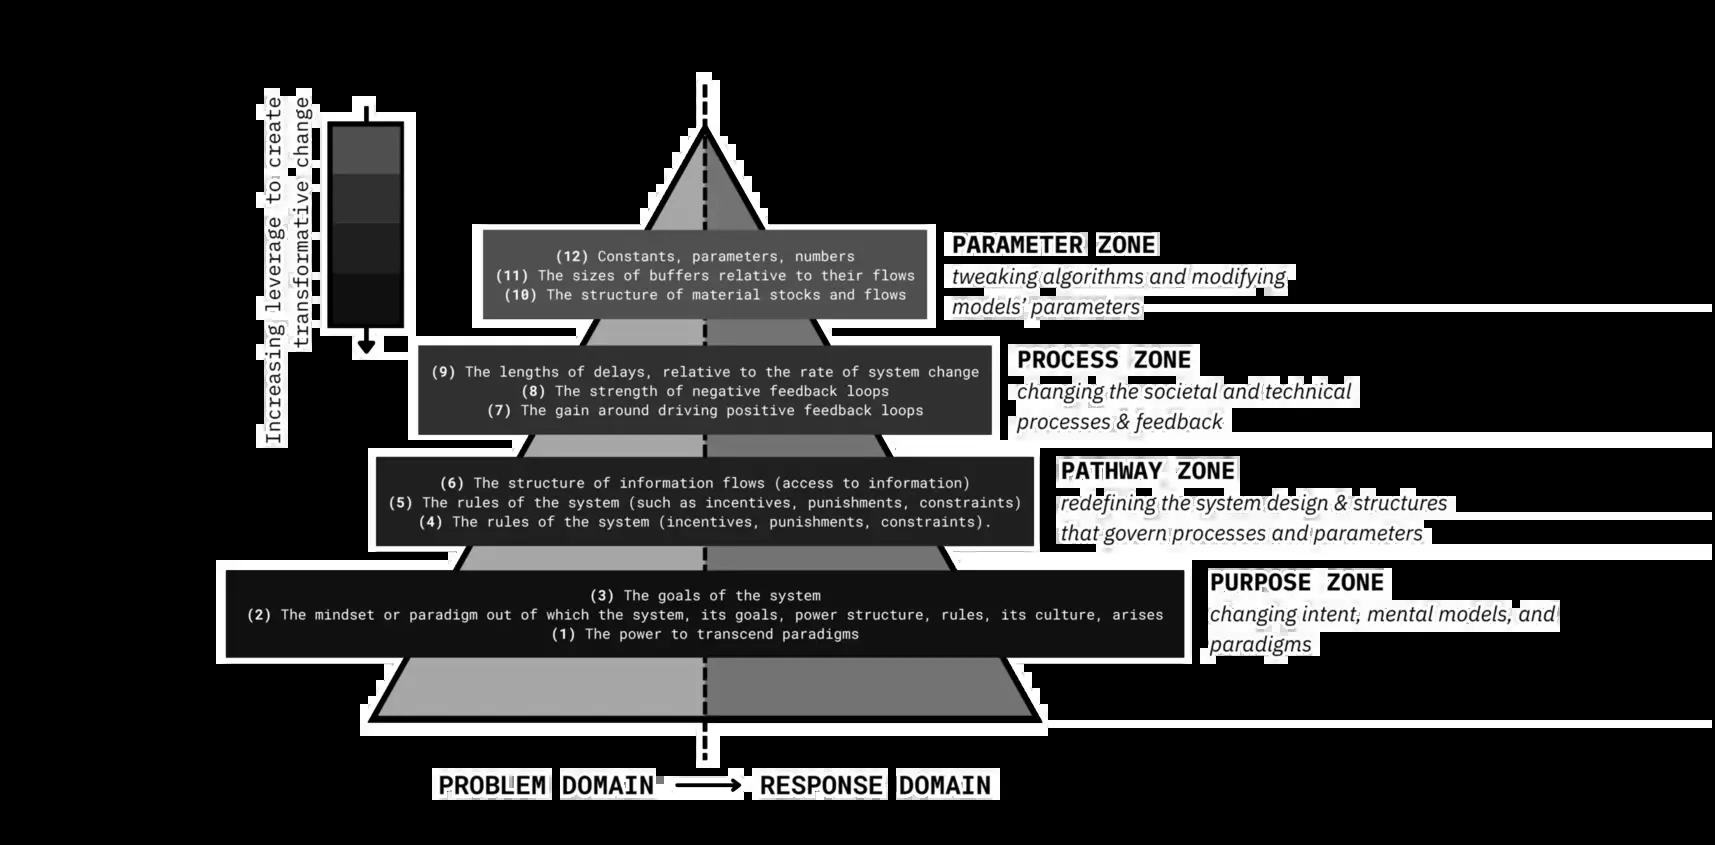 Increasing leverage to create
transformative change
(12) Constants, parameters, numbers
(11) The sizes of buffers relative to their flows
(10) The structure of material stocks and flows
PARAMETER ZONE
tweaking algorithms and modifying
models' parameters
(9) The lengths of delays, relative to the rate of system change
(8) The strength of negative feedback loops
(7) The gain around driving positive feedback loops
PROCESS ZONE
changing the societal and technical
processes & feedback
(6) The structure of information flows (access to information)
(5) The rules of the system (such as incentives, punishments, constraints)
(4) The rules of the system (incentives, punishments, constraints).
PATHWAY ZONE
redefining the system design & structures
that govern processes and parameters
(3) The goals of the system
(2) The mindset or paradigm out of which the system, its goals, power structure, rules, its culture, arises
(1) The power to transcend paradigms
PURPOSE ZONE
changing intent, mental models, and
paradigms
PROBLEM DOMAIN → RESPONSE DOMAIN